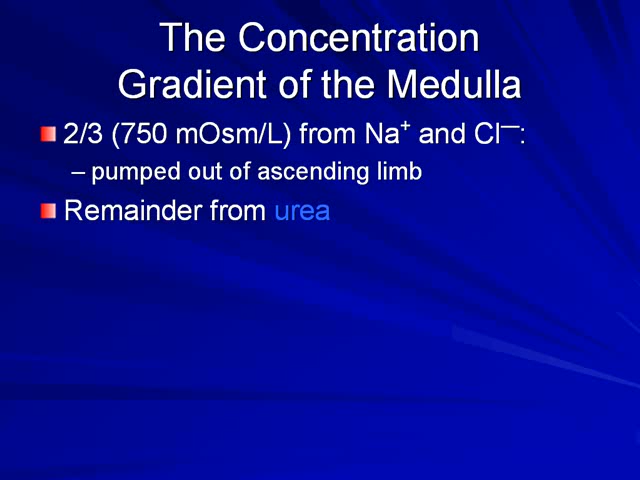 The Concentration
Gradient of the Medulla
2/3 (750 mOsm/L) from Na⁺ and Cl—:
– pumped out of ascending limb
Remainder from urea